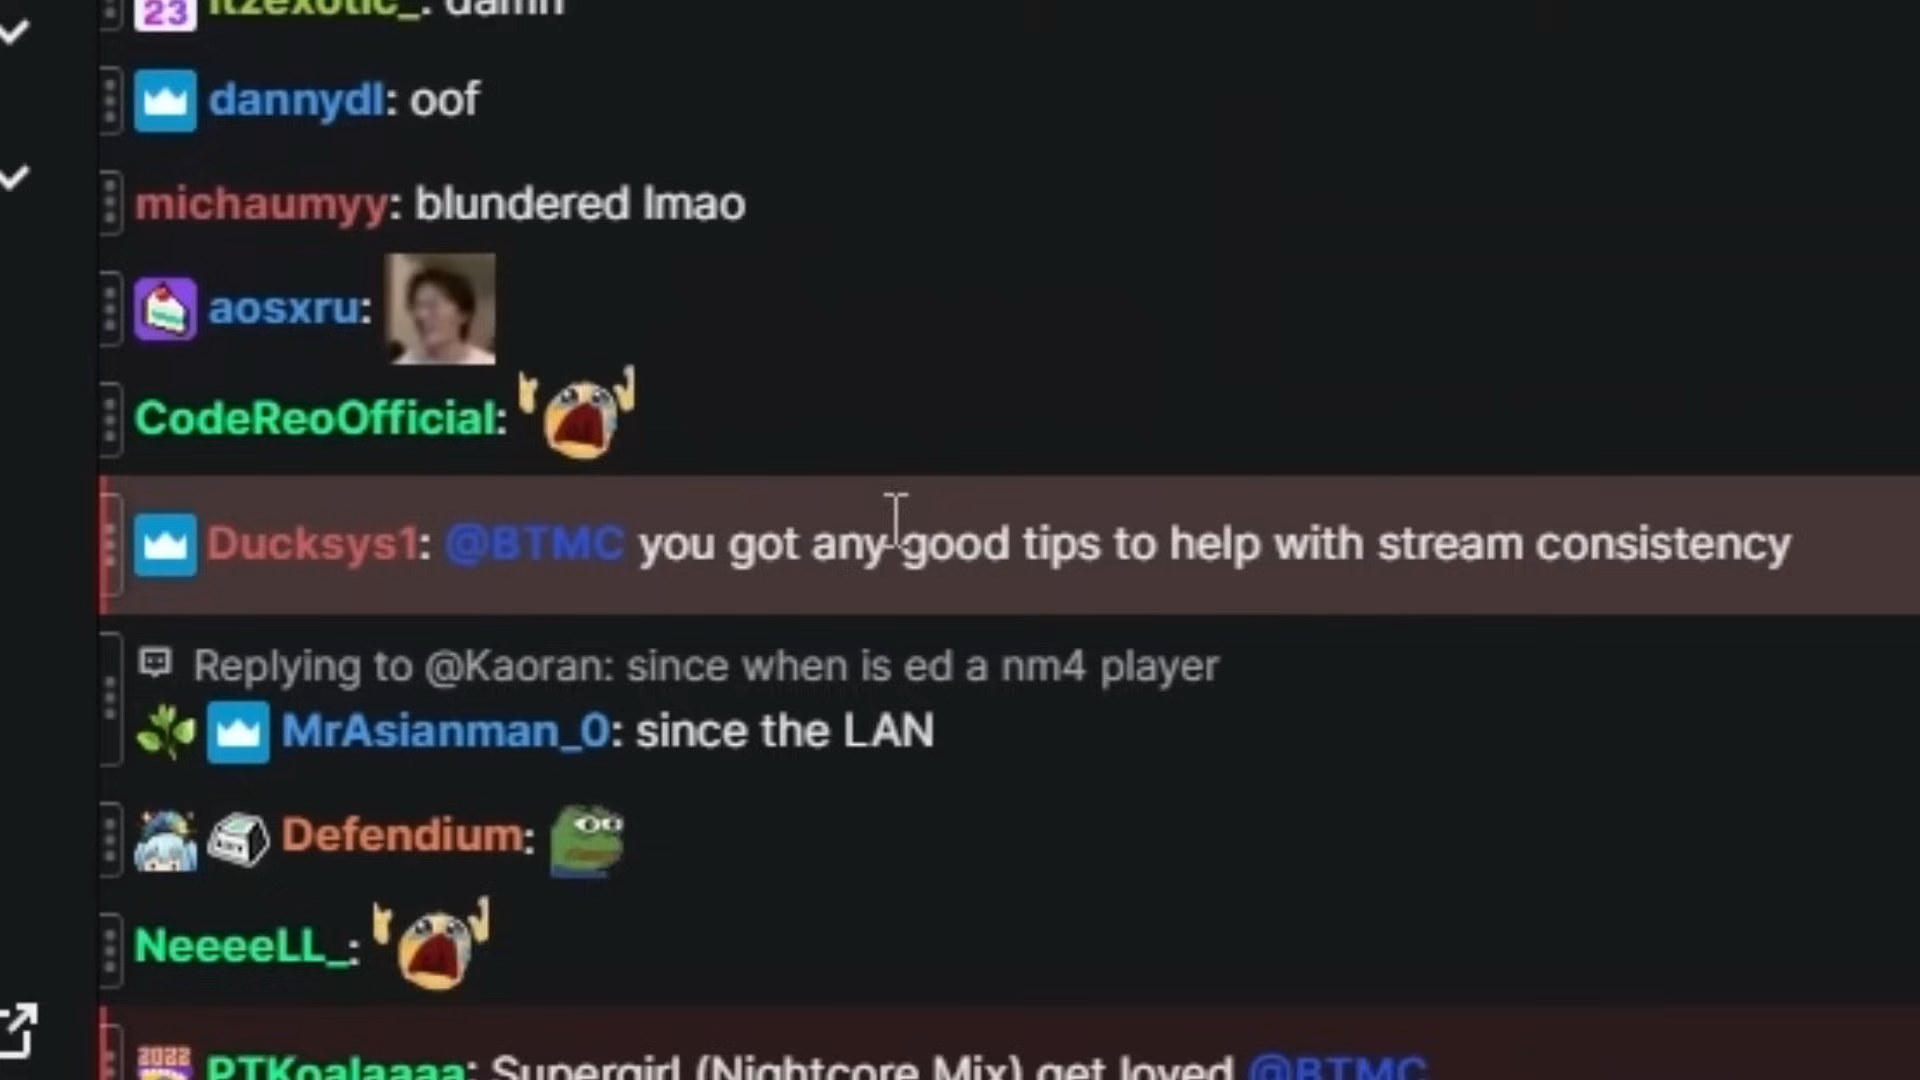 23 itzexotic_: damn
dannydl: oof
michaumyy: blundered lmao
aosxru:
CodeReoOfficial:
Ducksys1: @BTMC you got any good tips to help with stream consistency
Replying to @Kaoran: since when is ed a nm4 player
MrAsianman_0: since the LAN
Defendium:
NeeeeLL_:
2022 PTKoalaaaa: Supergirl (Nightcore Mix) get loved @BTMC